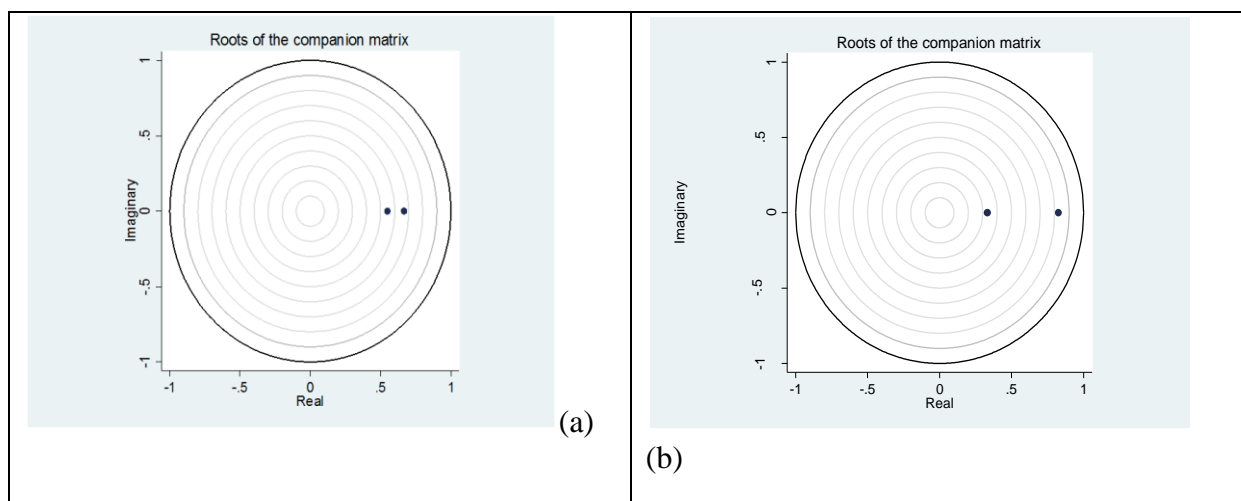 Roots of the companion matrix
Imaginary
1
.5
0
-.5
-1
-1
-.5
0
.5
1
Real
(a)
Roots of the companion matrix
Imaginary
1
.5
0
-.5
-1
-1
-.5
0
.5
1
Real
(b)